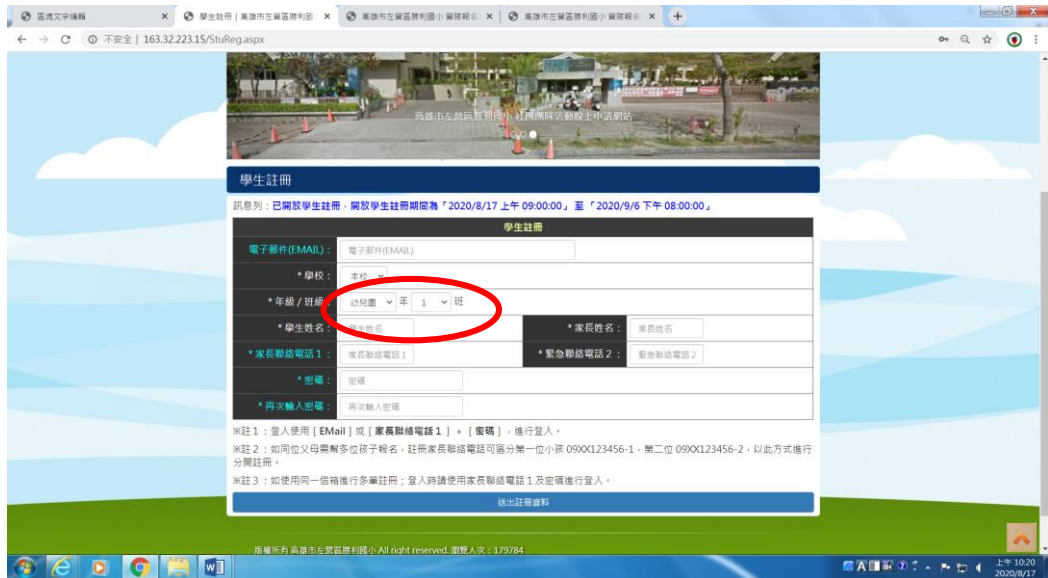 區塊文字編輯
學生註冊 | 高雄市左營區勝利國
高雄市左營區勝利國小 營隊報名
高雄市左營區勝利國小 營隊報名
不安全 | 163.32.223.15/StuReg.aspx
高雄市左營區勝利國小 社團團隊活動線上申請網站
學生註冊
訊息列：已開放學生註冊，開放學生註冊期間為「2020/8/17 上午 09:00:00」至「2020/9/6 下午 08:00:00」
學生註冊
電子郵件(EMAIL)： 電子郵件(EMAIL)
* 學校： 本校
* 年級 / 班級： 幼兒園 年 1 班
* 學生姓名： 學生姓名 * 家長姓名： 家長姓名
* 家長聯絡電話 1 ： 家長聯絡電話 1 * 緊急聯絡電話 2 ： 緊急聯絡電話 2
* 密碼： 密碼
* 再次輸入密碼： 再次輸入密碼
※註 1 ：登入使用 [ EMail ] 或 [ 家長聯絡電話 1 ] + [ 密碼 ]，進行登入。
※註 2 ：如同位父母需幫多位孩子報名，註冊家長聯絡電話可區分第一位小孩 09XX123456-1，第二位 09XX123456-2，以此方式進行
分開註冊。
※註 3 ：如使用同一信箱進行多筆註冊；登入時請使用家長聯絡電話 1 及密碼進行登入。
送出註冊資料
版權所有 高雄市左營區勝利國小 All right reserved. 瀏覽人次：179784
上午 10:20
2020/8/17